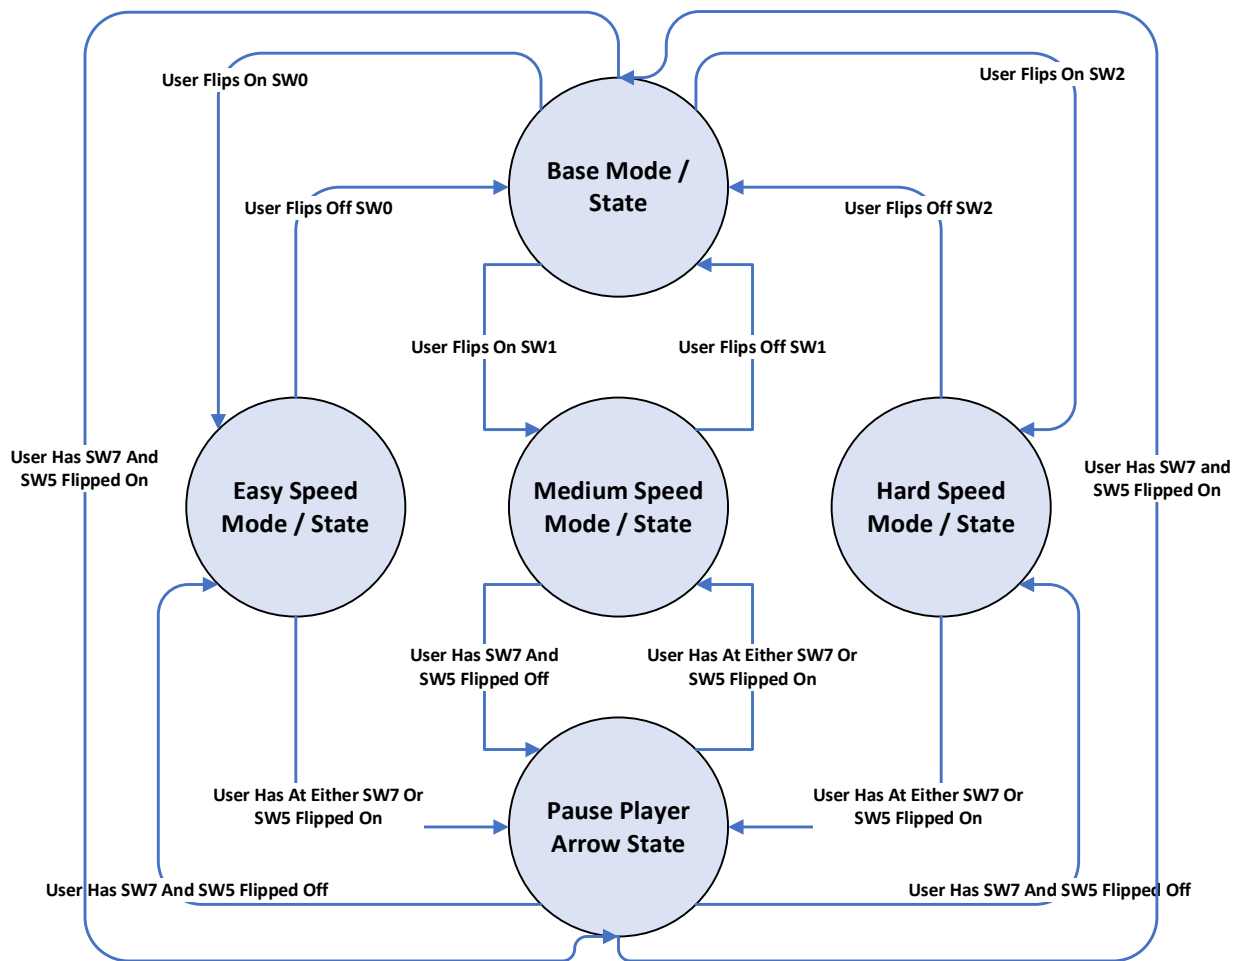 User Flips On SW0
User Flips On SW2
Base Mode /
State
User Flips Off SW0
User Flips Off SW2
User Flips On SW1
User Flips Off SW1
User Has SW7 And
SW5 Flipped On
User Has SW7 and
SW5 Flipped On
Easy Speed
Mode / State
Medium Speed
Mode / State
Hard Speed
Mode / State
User Has SW7 And
SW5 Flipped Off
User Has At Either SW7 Or
SW5 Flipped On
User Has At Either SW7 Or
SW5 Flipped On
User Has At Either SW7 Or
SW5 Flipped On
Pause Player
Arrow State
User Has SW7 And SW5 Flipped Off
User Has SW7 And SW5 Flipped Off